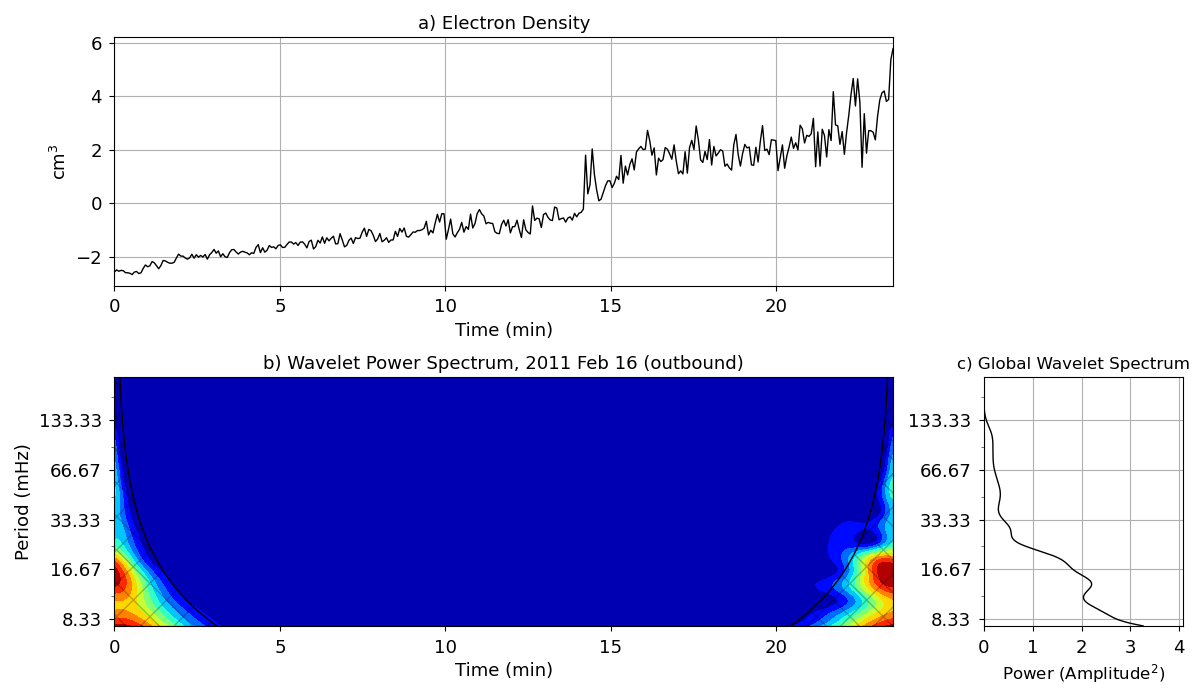 a) Electron Density
6
4
2
0
−2
cm³
0 5 10 15 20
Time (min)
b) Wavelet Power Spectrum, 2011 Feb 16 (outbound)
133.33
66.67
33.33
16.67
8.33
Period (mHz)
0 5 10 15 20
Time (min)
c) Global Wavelet Spectrum
133.33
66.67
33.33
16.67
8.33
0 1 2 3 4
Power (Amplitude²)